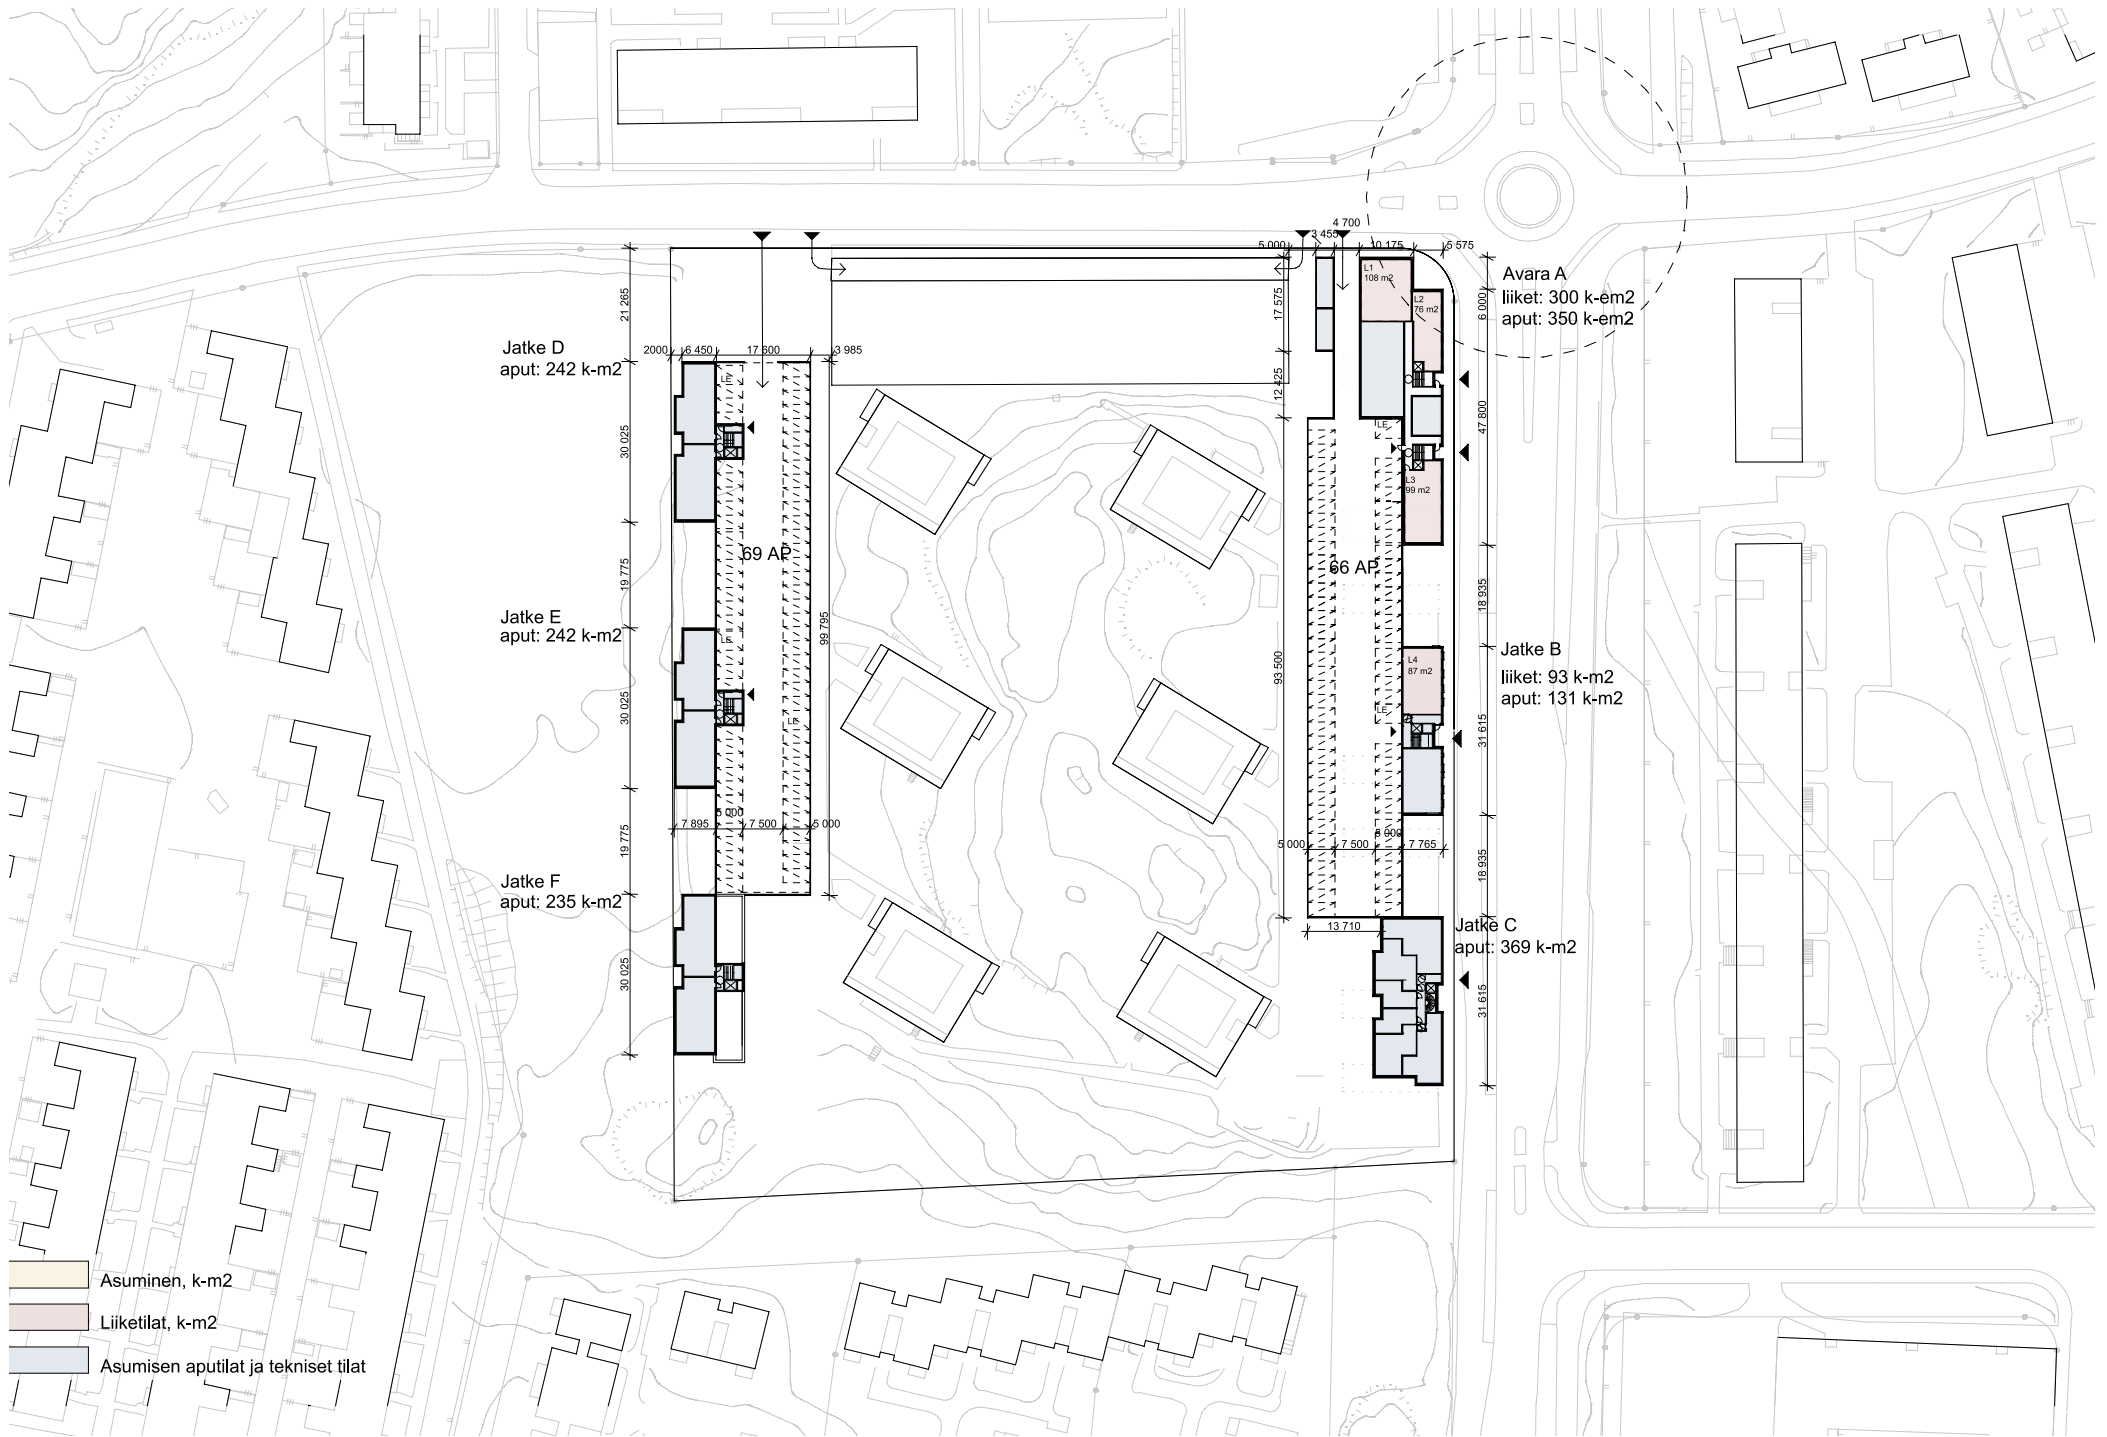 4 700
3 455
5 000
10 175
5 575
L1
108 m2
L2
76 m2
Avara A
liiket: 300 k-em2
aput: 350 k-em2
21 265
17 575
6 000
Jatke D
aput: 242 k-m2
2000
6 450
17 600
3 985
LE
12 425
47 800
LE
30 025
L3
99 m2
69 AP
66 AP
19 775
18 935
Jatke E
aput: 242 k-m2
LE
99 795
93 500
L4
87 m2
Jatke B
liiket: 93 k-m2
aput: 131 k-m2
LE
LE
30 025
31 615
5 000
7 895
7 500
5 000
5 000
5 000
7 500
7 765
19 775
18 935
Jatke F
aput: 235 k-m2
13 710
Jatke C
aput: 369 k-m2
30 025
31 615
Asuminen, k-m2
Liiketilat, k-m2
Asumisen aputilat ja tekniset tilat